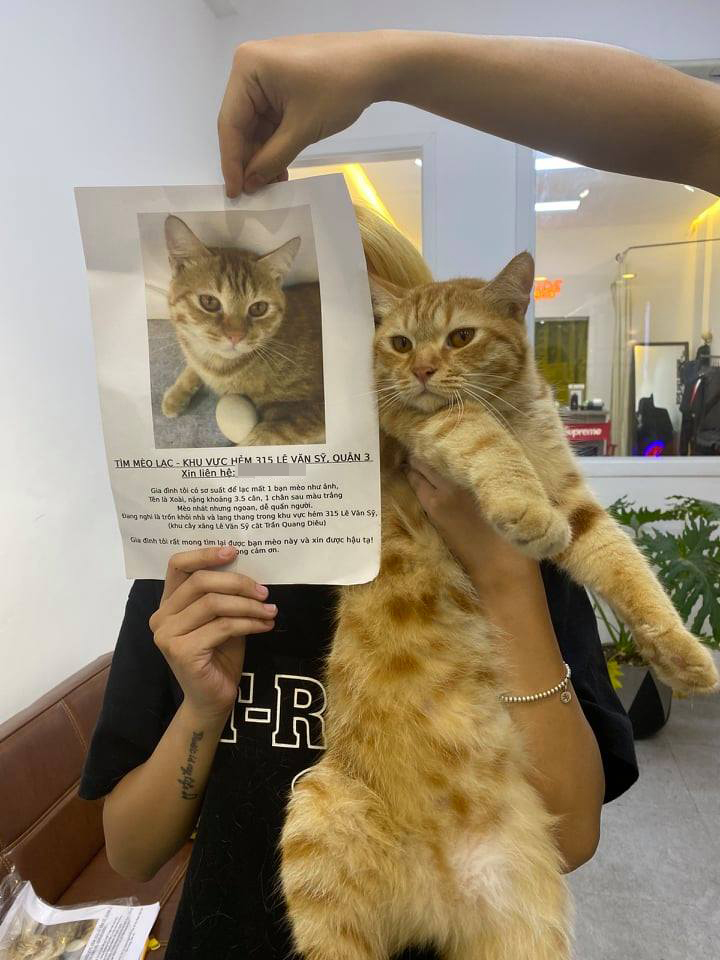 TÌM MÈO LẠC - KHU VỰC HẺM 315 LÊ VĂN SỸ, QUẬN 3
Xin liên hệ:
Gia đình tôi có sơ suất để lạc mất 1 bạn mèo như ảnh,
Tên là Xoài, nặng khoảng 3.5 cân, 1 chân sau màu trắng
Mèo nhát nhưng ngoan, dễ quấn người.
Đang nghi là trốn khỏi nhà và lang thang trong khu vực hẻm 315 Lê Văn Sỹ,
(khu cây xăng Lê Văn Sỹ cắt Trần Quang Diệu)
Gia đình tôi rất mong tìm lại được bạn mèo này và xin được hậu tạ!
ong cảm ơn.
T-R
Supreme